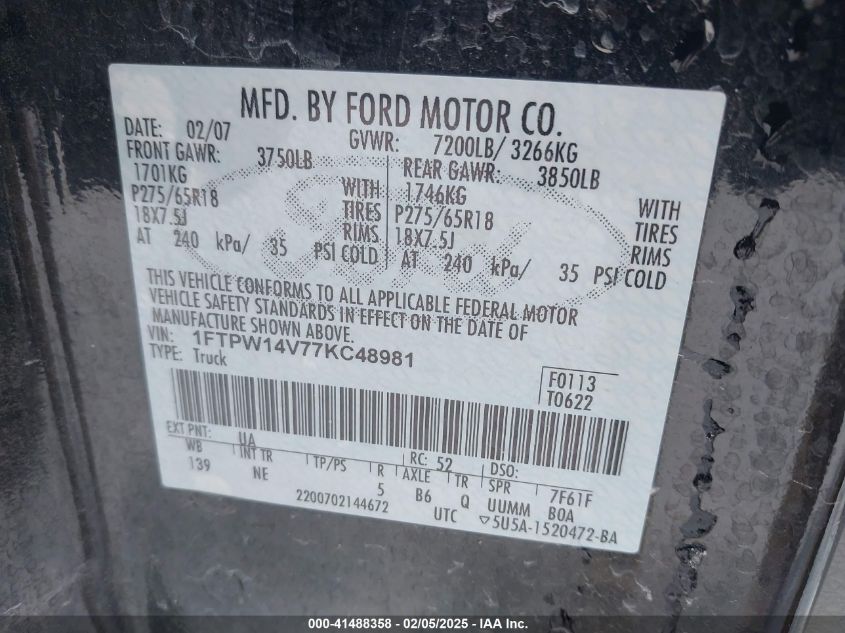 MFD. BY FORD MOTOR CO.
DATE: 02/07 GVWR: 7200LB/ 3266KG
FRONT GAWR: 3750LB REAR GAWR: 3850LB
1701KG WITH 1746KG WITH
P275/65R18 TIRES P275/65R18 TIRES
18X7.5J RIMS 18X7.5J RIMS
AT 240 kPa/ 35 PSI COLD AT 240 kPa/ 35 PSI COLD
THIS VEHICLE CONFORMS TO ALL APPLICABLE FEDERAL MOTOR
VEHICLE SAFETY STANDARDS IN EFFECT ON THE DATE OF
MANUFACTURE SHOWN ABOVE.
VIN: 1FTPW14V77KC48981
TYPE: Truck
F0113
T0622
EXT PNT: UA RC: 52 DSO:
WB INT TR TP/PS R AXLE TR SPR 7F61F
139 NE 5 B6 Q UUMM BOA
2200702144672 UTC ▽5U5A-1520472-BA
Ford
000-41488358 - 02/05/2025 - IAA Inc.